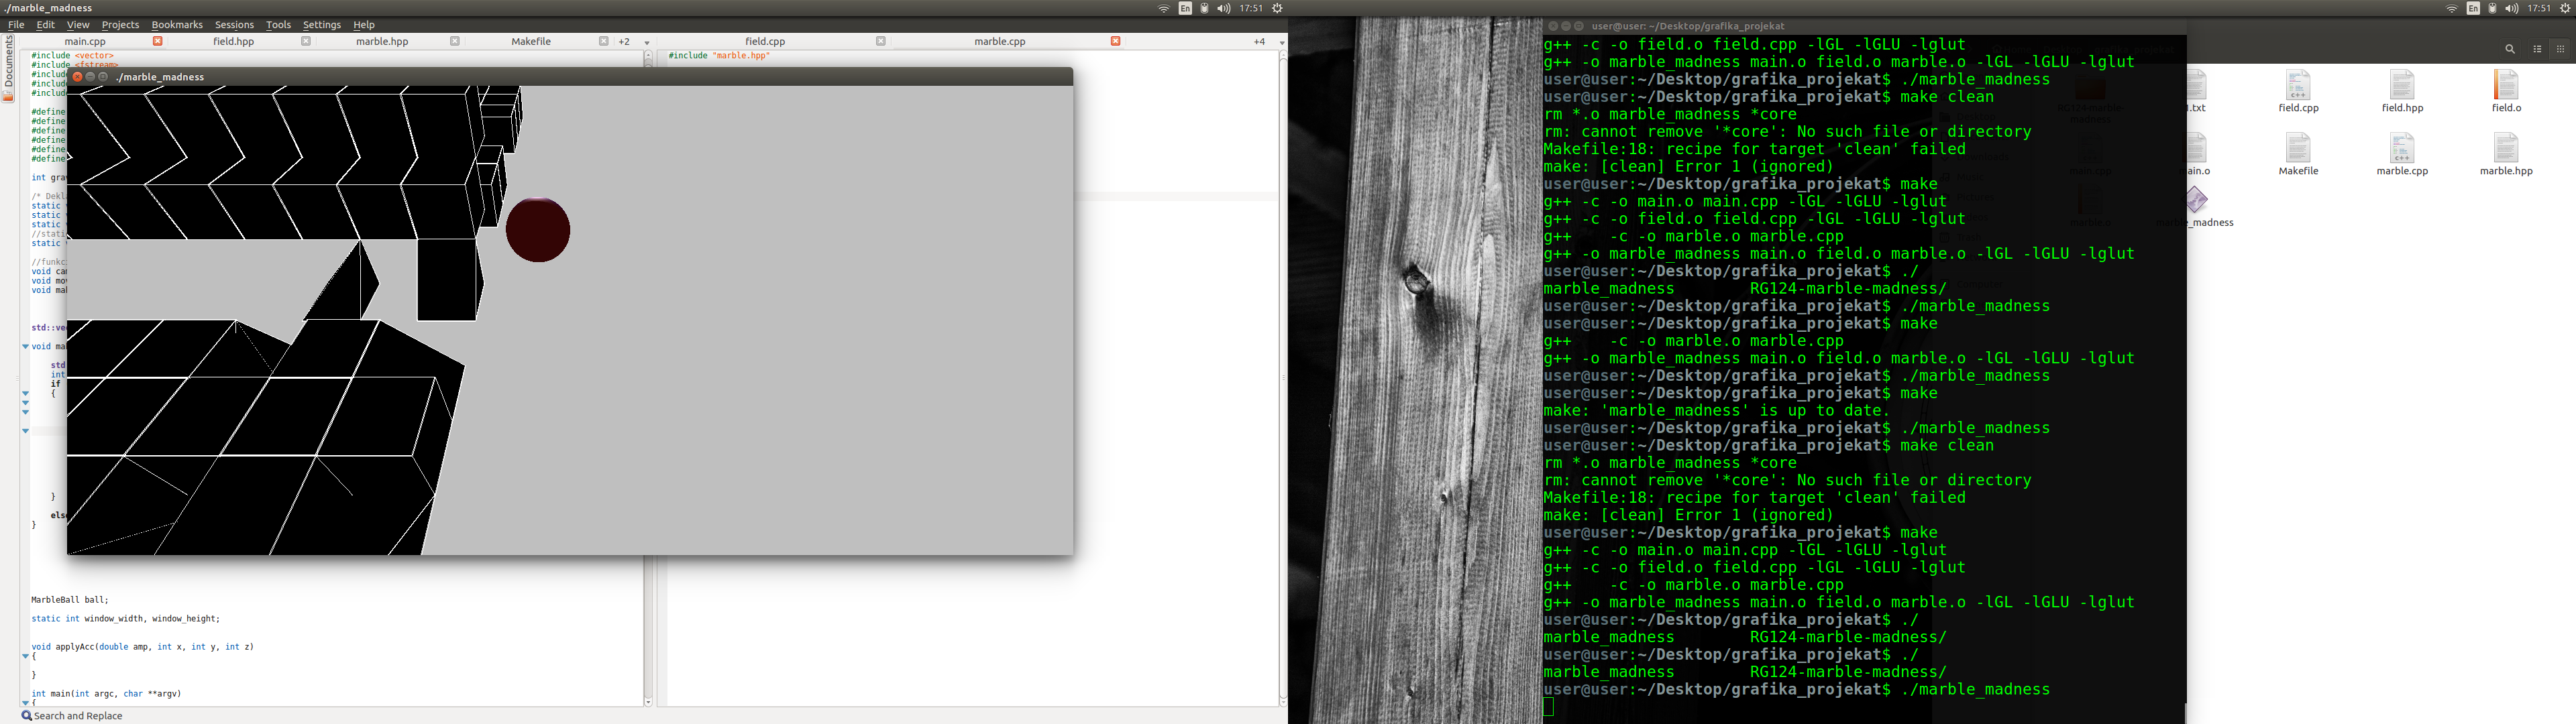 ./marble_madness
En
17:51
File Edit View Projects Bookmarks Sessions Tools Settings Help
Documents
main.cpp field.hpp marble.hpp Makefile +2
field.cpp marble.cpp +4
#include <vector>
#include <fstream>
#include
#include
#include
#include "marble.hpp"
./marble_madness
#define
#define
#define
#define
#define
#define
int grav
/* Dekl
static
static
static
//stati
static
//funkc
void
void mov
void mai
std::vec
void mai
std
int
if
{
}
else
}
MarbleBall ball;
static int window_width, window_height;
void applyAcc(double amp, int x, int y, int z)
{
}
int main(int argc, char **argv)
{
Search and Replace
En
17:51
user@user: ~/Desktop/grafika_projekat
g++ -c -o field.o field.cpp -lGL -lGLU -lglut
g++ -o marble_madness main.o field.o marble.o -lGL -lGLU -lglut
user@user:~/Desktop/grafika_projekat$ ./marble_madness
user@user:~/Desktop/grafika_projekat$ make clean
rm *.o marble_madness *core
rm: cannot remove '*core': No such file or directory
Makefile:18: recipe for target 'clean' failed
make: [clean] Error 1 (ignored)
user@user:~/Desktop/grafika_projekat$ make
g++ -c -o main.o main.cpp -lGL -lGLU -lglut
g++ -c -o field.o field.cpp -lGL -lGLU -lglut
g++ -c -o marble.o marble.cpp
g++ -o marble_madness main.o field.o marble.o -lGL -lGLU -lglut
user@user:~/Desktop/grafika_projekat$ ./
marble_madness RG124-marble-madness/
user@user:~/Desktop/grafika_projekat$ ./marble_madness
user@user:~/Desktop/grafika_projekat$ make
g++ -c -o marble.o marble.cpp
g++ -o marble_madness main.o field.o marble.o -lGL -lGLU -lglut
user@user:~/Desktop/grafika_projekat$ ./marble_madness
user@user:~/Desktop/grafika_projekat$ make
make: 'marble_madness' is up to date.
user@user:~/Desktop/grafika_projekat$ ./marble_madness
user@user:~/Desktop/grafika_projekat$ make clean
rm *.o marble_madness *core
rm: cannot remove '*core': No such file or directory
Makefile:18: recipe for target 'clean' failed
make: [clean] Error 1 (ignored)
user@user:~/Desktop/grafika_projekat$ make
g++ -c -o main.o main.cpp -lGL -lGLU -lglut
g++ -c -o field.o field.cpp -lGL -lGLU -lglut
g++ -c -o marble.o marble.cpp
g++ -o marble_madness main.o field.o marble.o -lGL -lGLU -lglut
user@user:~/Desktop/grafika_projekat$ ./
marble_madness RG124-marble-madness/
user@user:~/Desktop/grafika_projekat$ ./
marble_madness RG124-marble-madness/
user@user:~/Desktop/grafika_projekat$ ./marble_madness
1.txt field.cpp field.hpp field.o
main.o Makefile marble.cpp marble.hpp
marble_madness